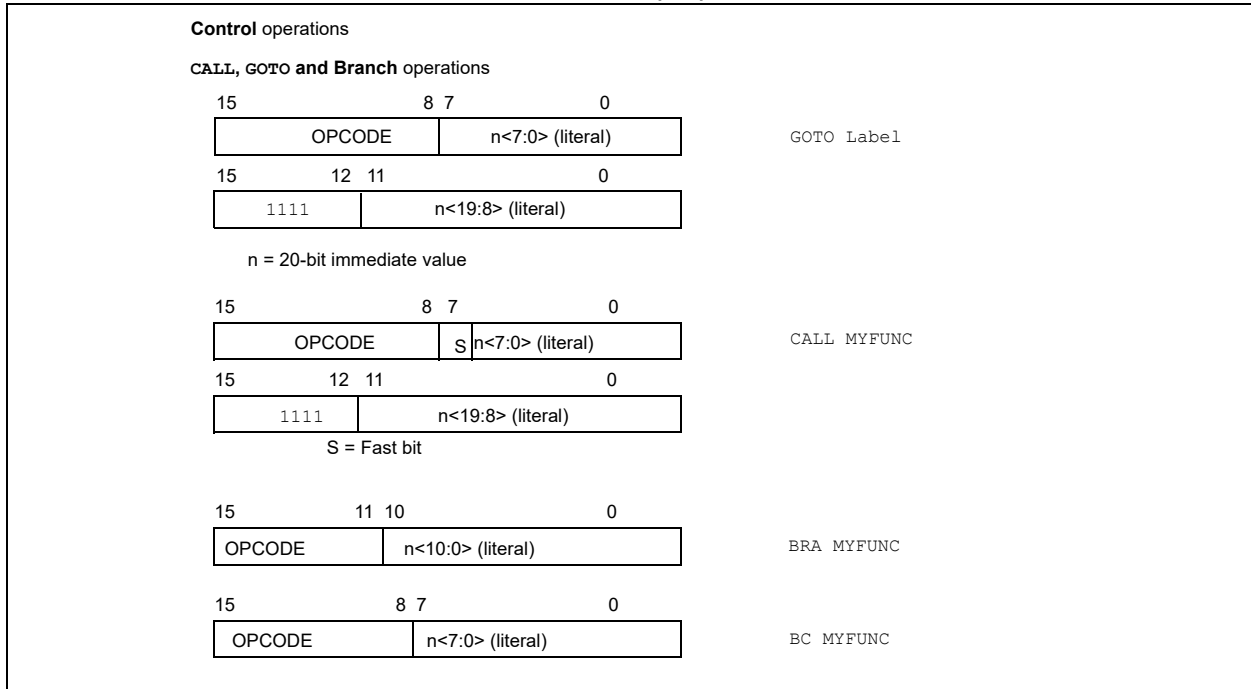 Control operations
CALL, GOTO and Branch operations
15 8 7 0
OPCODE n<7:0> (literal) GOTO Label
15 12 11 0
1111 n<19:8> (literal)
n = 20-bit immediate value
15 8 7 0
OPCODE S n<7:0> (literal) CALL MYFUNC
15 12 11 0
1111 n<19:8> (literal)
S = Fast bit
15 11 10 0
OPCODE n<10:0> (literal) BRA MYFUNC
15 8 7 0
OPCODE n<7:0> (literal) BC MYFUNC